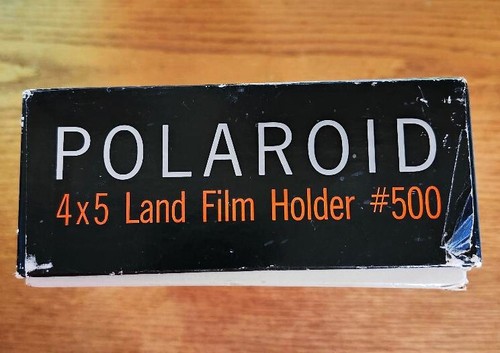 POLAROID
4x5 Land Film Holder #500